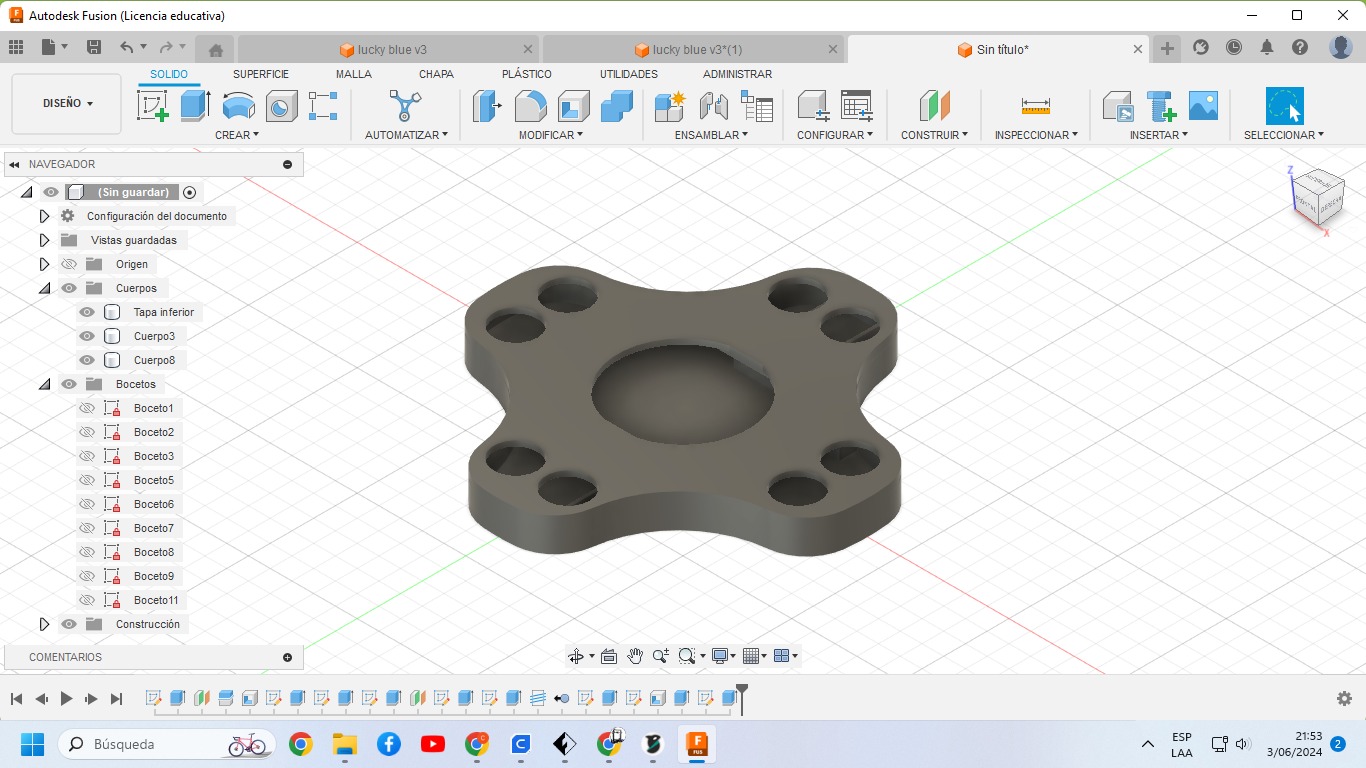 Autodesk Fusion (Licencia educativa)
lucky blue v3
lucky blue v3*(1)
Sin título*
SOLIDO SUPERFICIE MALLA CHAPA PLÁSTICO UTILIDADES ADMINISTRAR
DISEÑO
CREAR AUTOMATIZAR MODIFICAR ENSAMBLAR CONFIGURAR CONSTRUIR INSPECCIONAR INSERTAR SELECCIONAR
NAVEGADOR
(Sin guardar)
Configuración del documento
Vistas guardadas
Origen
Cuerpos
Tapa inferior
Cuerpo3
Cuerpo8
Bocetos
Boceto1
Boceto2
Boceto3
Boceto5
Boceto6
Boceto7
Boceto8
Boceto9
Boceto11
Construcción
COMENTARIOS
Z
X
Búsqueda
ESP
LAA
21:53
3/06/2024
2